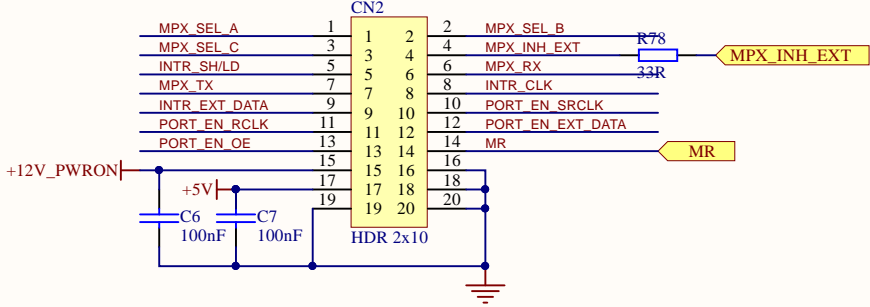 CN2
MPX_SEL_A 1 1 2 2 MPX_SEL_B R78
MPX_SEL_C 3 3 4 4 MPX_INH_EXT MPX_INH_EXT
INTR_SH/LD 5 5 6 6 MPX_RX 33R
MPX_TX 7 7 8 8 INTR_CLK
INTR_EXT_DATA 9 9 10 10 PORT_EN_SRCLK
PORT_EN_RCLK 11 11 12 12 PORT_EN_EXT_DATA
PORT_EN_OE 13 13 14 14 MR MR
+12V_PWRON 15 15 16 16
+5V 17 17 18 18
19 19 20 20
C6 C7
100nF 100nF HDR 2x10